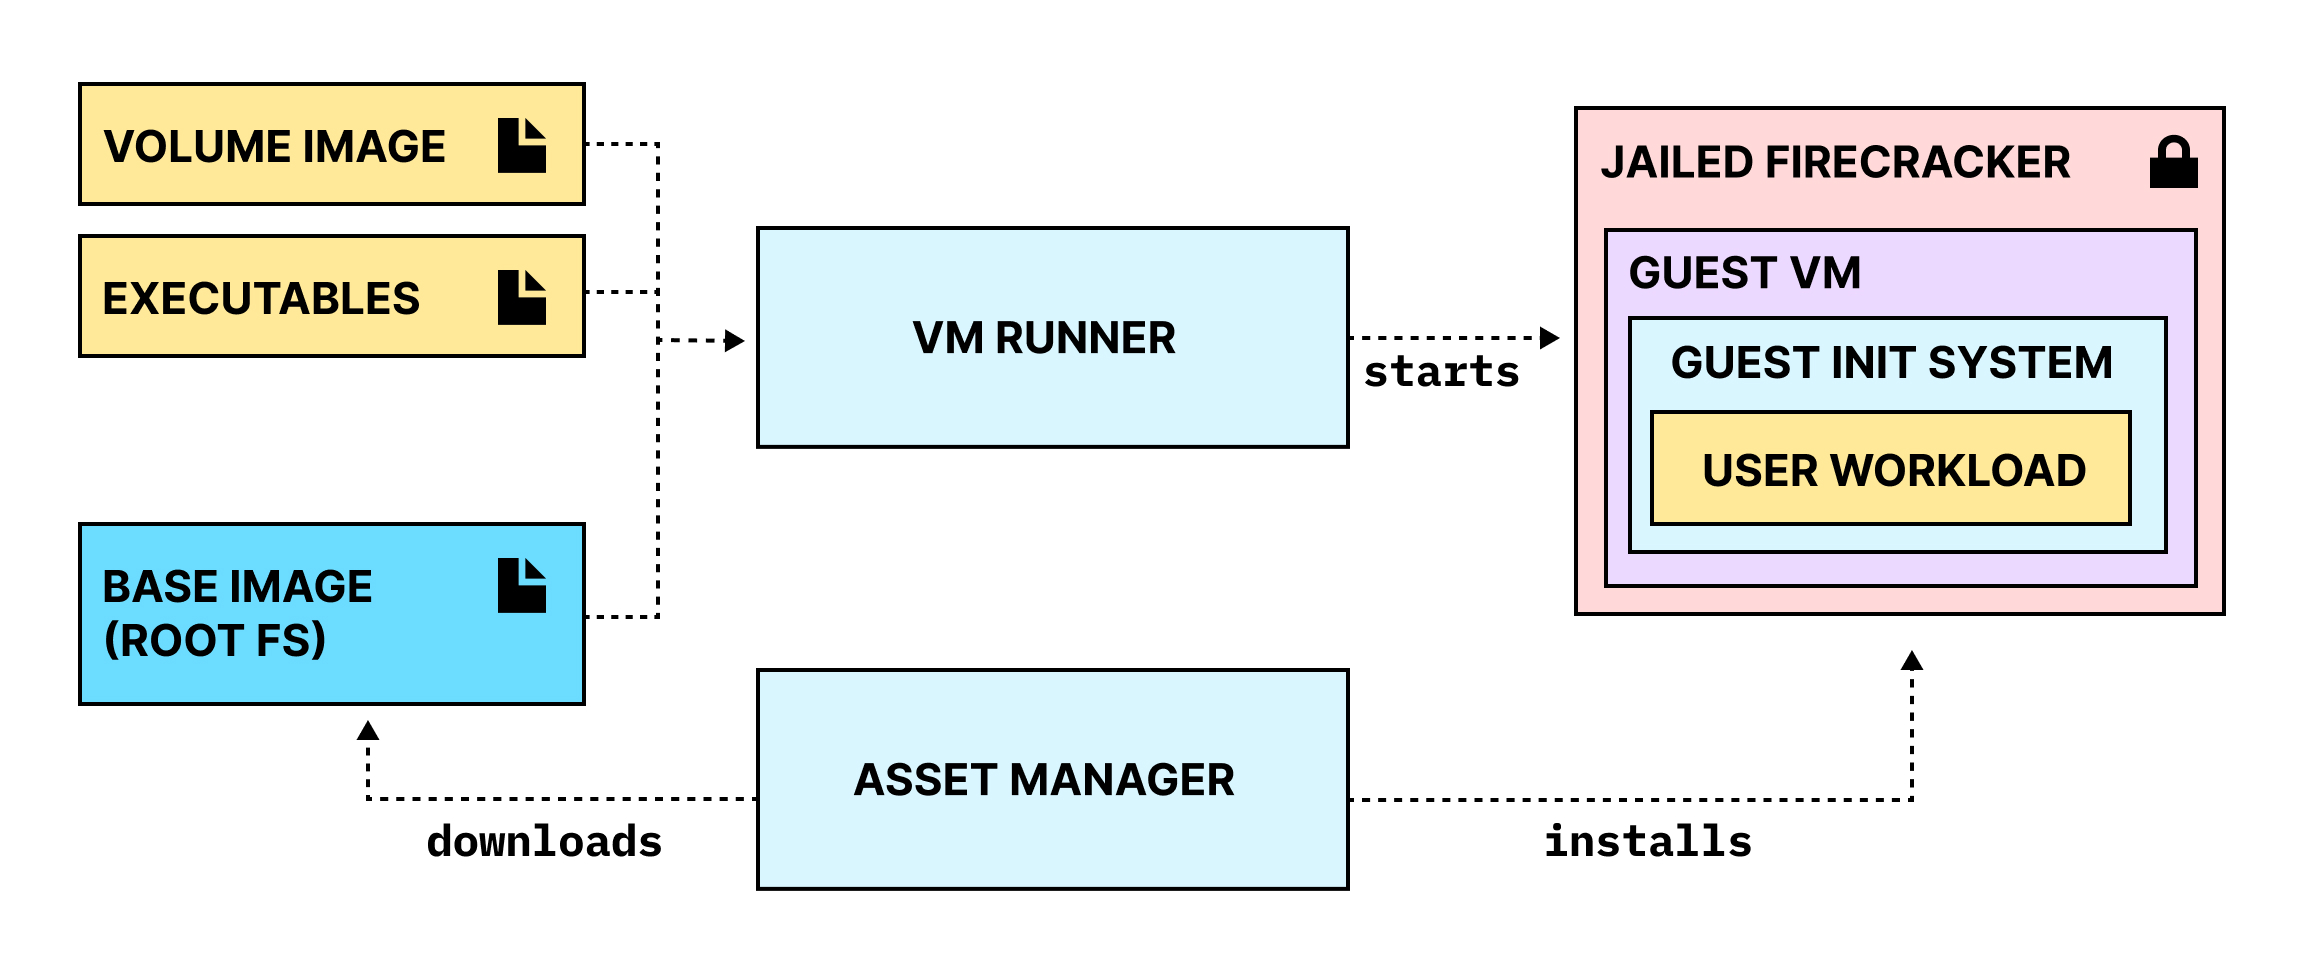 VOLUME IMAGE
EXECUTABLES
BASE IMAGE
(ROOT FS)
VM RUNNER
starts
JAILED FIRECRACKER
GUEST VM
GUEST INIT SYSTEM
USER WORKLOAD
ASSET MANAGER
downloads
installs